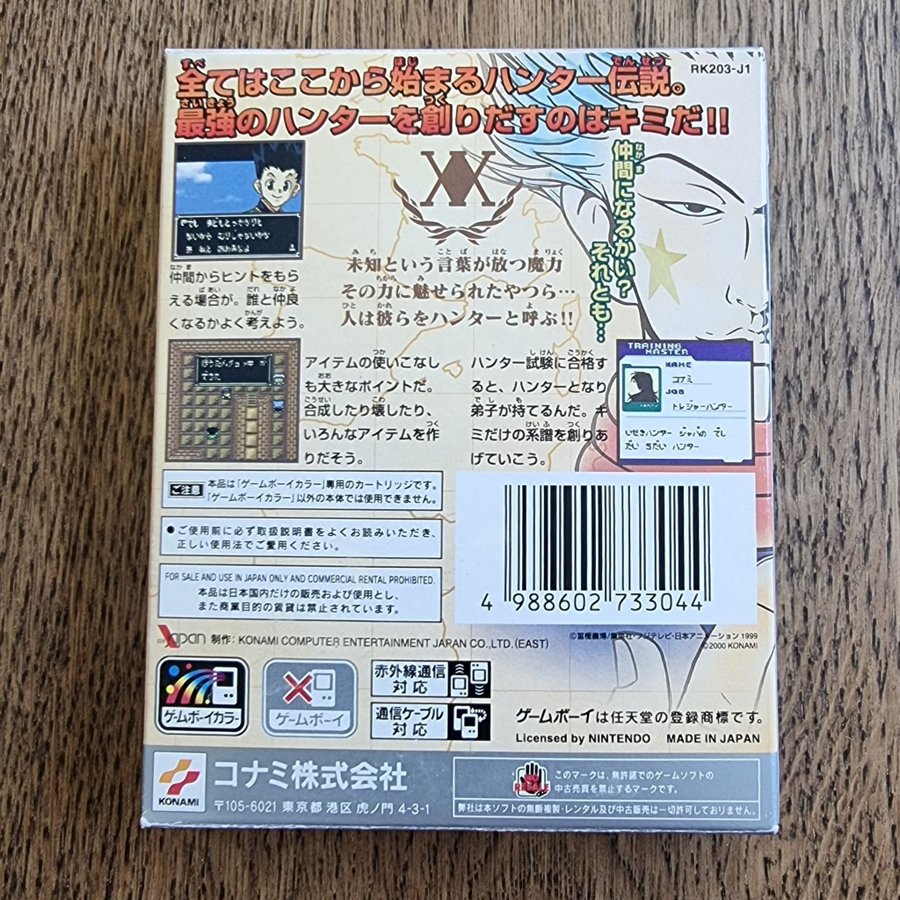 RK203-J1
全てはここから始まるハンター伝説。
最強のハンターを創りだすのはキミだ!!
仲間になるかい?
それとも…
未知という言葉が放つ魔力
その力に魅せられたやつら…
人は彼らをハンターと呼ぶ!!
仲間からヒントをもら
える場合が。誰と仲良
くなるかよく考えよう。
アイテムの使いこなし
も大きなポイントだ。
合成したり壊したり、
いろんなアイテムを作
りだそう。
ハンター試験に合格す
ると、ハンターとなり
弟子が持てるんだ。キ
ミだけの系譜を創りあ
げていこう。
TRAINING
MASTER
NAME
コナミ
JOB
トレジャーハンター
ご注意
本品は「ゲームボーイカラー」専用のカートリッジです。
「ゲームボーイカラー」以外の本体では使用できません。
●ご使用前に必ず取扱説明書をよくお読みいただき、
正しい使用法でご愛用ください。
FOR SALE AND USE IN JAPAN ONLY AND COMMERCIAL RENTAL PROHIBITED.
本品は日本国内だけの販売および使用とし、
また商業目的の賃貸は禁止されています。
4 988602 733044
制作: KONAMI COMPUTER ENTERTAINMENT JAPAN CO.,LTD.(EAST)
©冨樫義博/集英社・フジテレビ・日本アニメーション 1999
©2000 KONAMI
ゲームボーイカラー
ゲームボーイ
赤外線通信
対応
通信ケーブル
対応
ゲームボーイは任天堂の登録商標です。
Licensed by NINTENDO MADE IN JAPAN
KONAMI
コナミ株式会社
〒105-6021 東京都港区虎ノ門4-3-1
このマークは、無許諾でのゲームソフトの
中古売買を禁止するマークです。
弊社は本ソフトの無断複製・レンタル及び中古販売は一切許可しておりません。